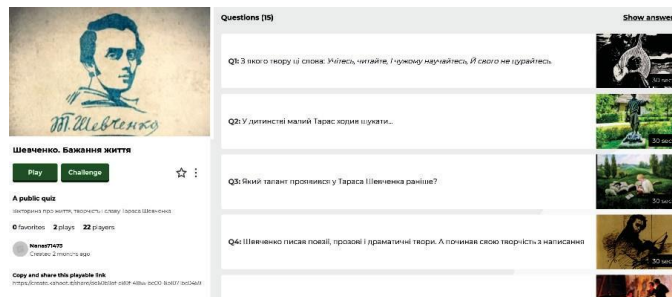 Т.Шевченко
Шевченко. Бажання життя
Play
Challenge
A public quiz
вікторина про життя, творчість і славу Тараса Шевченка
0 favorites 2 plays 22 players
Nanas71473
Created 2 months ago
Copy and share this playable link
Questions (15)
Show answer
Q1: З якого твору ці слова: Учітесь, читайте, І чужому научайтесь, Й свого не цурайтесь.
30 sec
Q2: У дитинстві малий Тарас ходив шукати...
30 sec
Q3: Який талант проявився у Тараса Шевченка раніше?
30 sec
Q4: Шевченко писав поезії, прозові і драматичні твори. А починав свою творчість з написання
30 sec